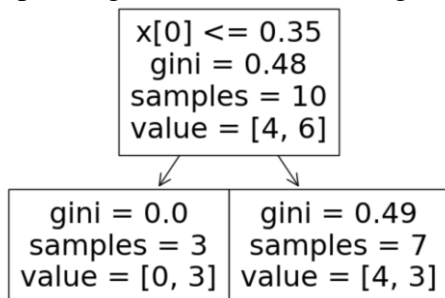 x[0] <= 0.35
gini = 0.48
samples = 10
value = [4, 6]
gini = 0.0
samples = 3
value = [0, 3]
gini = 0.49
samples = 7
value = [4, 3]